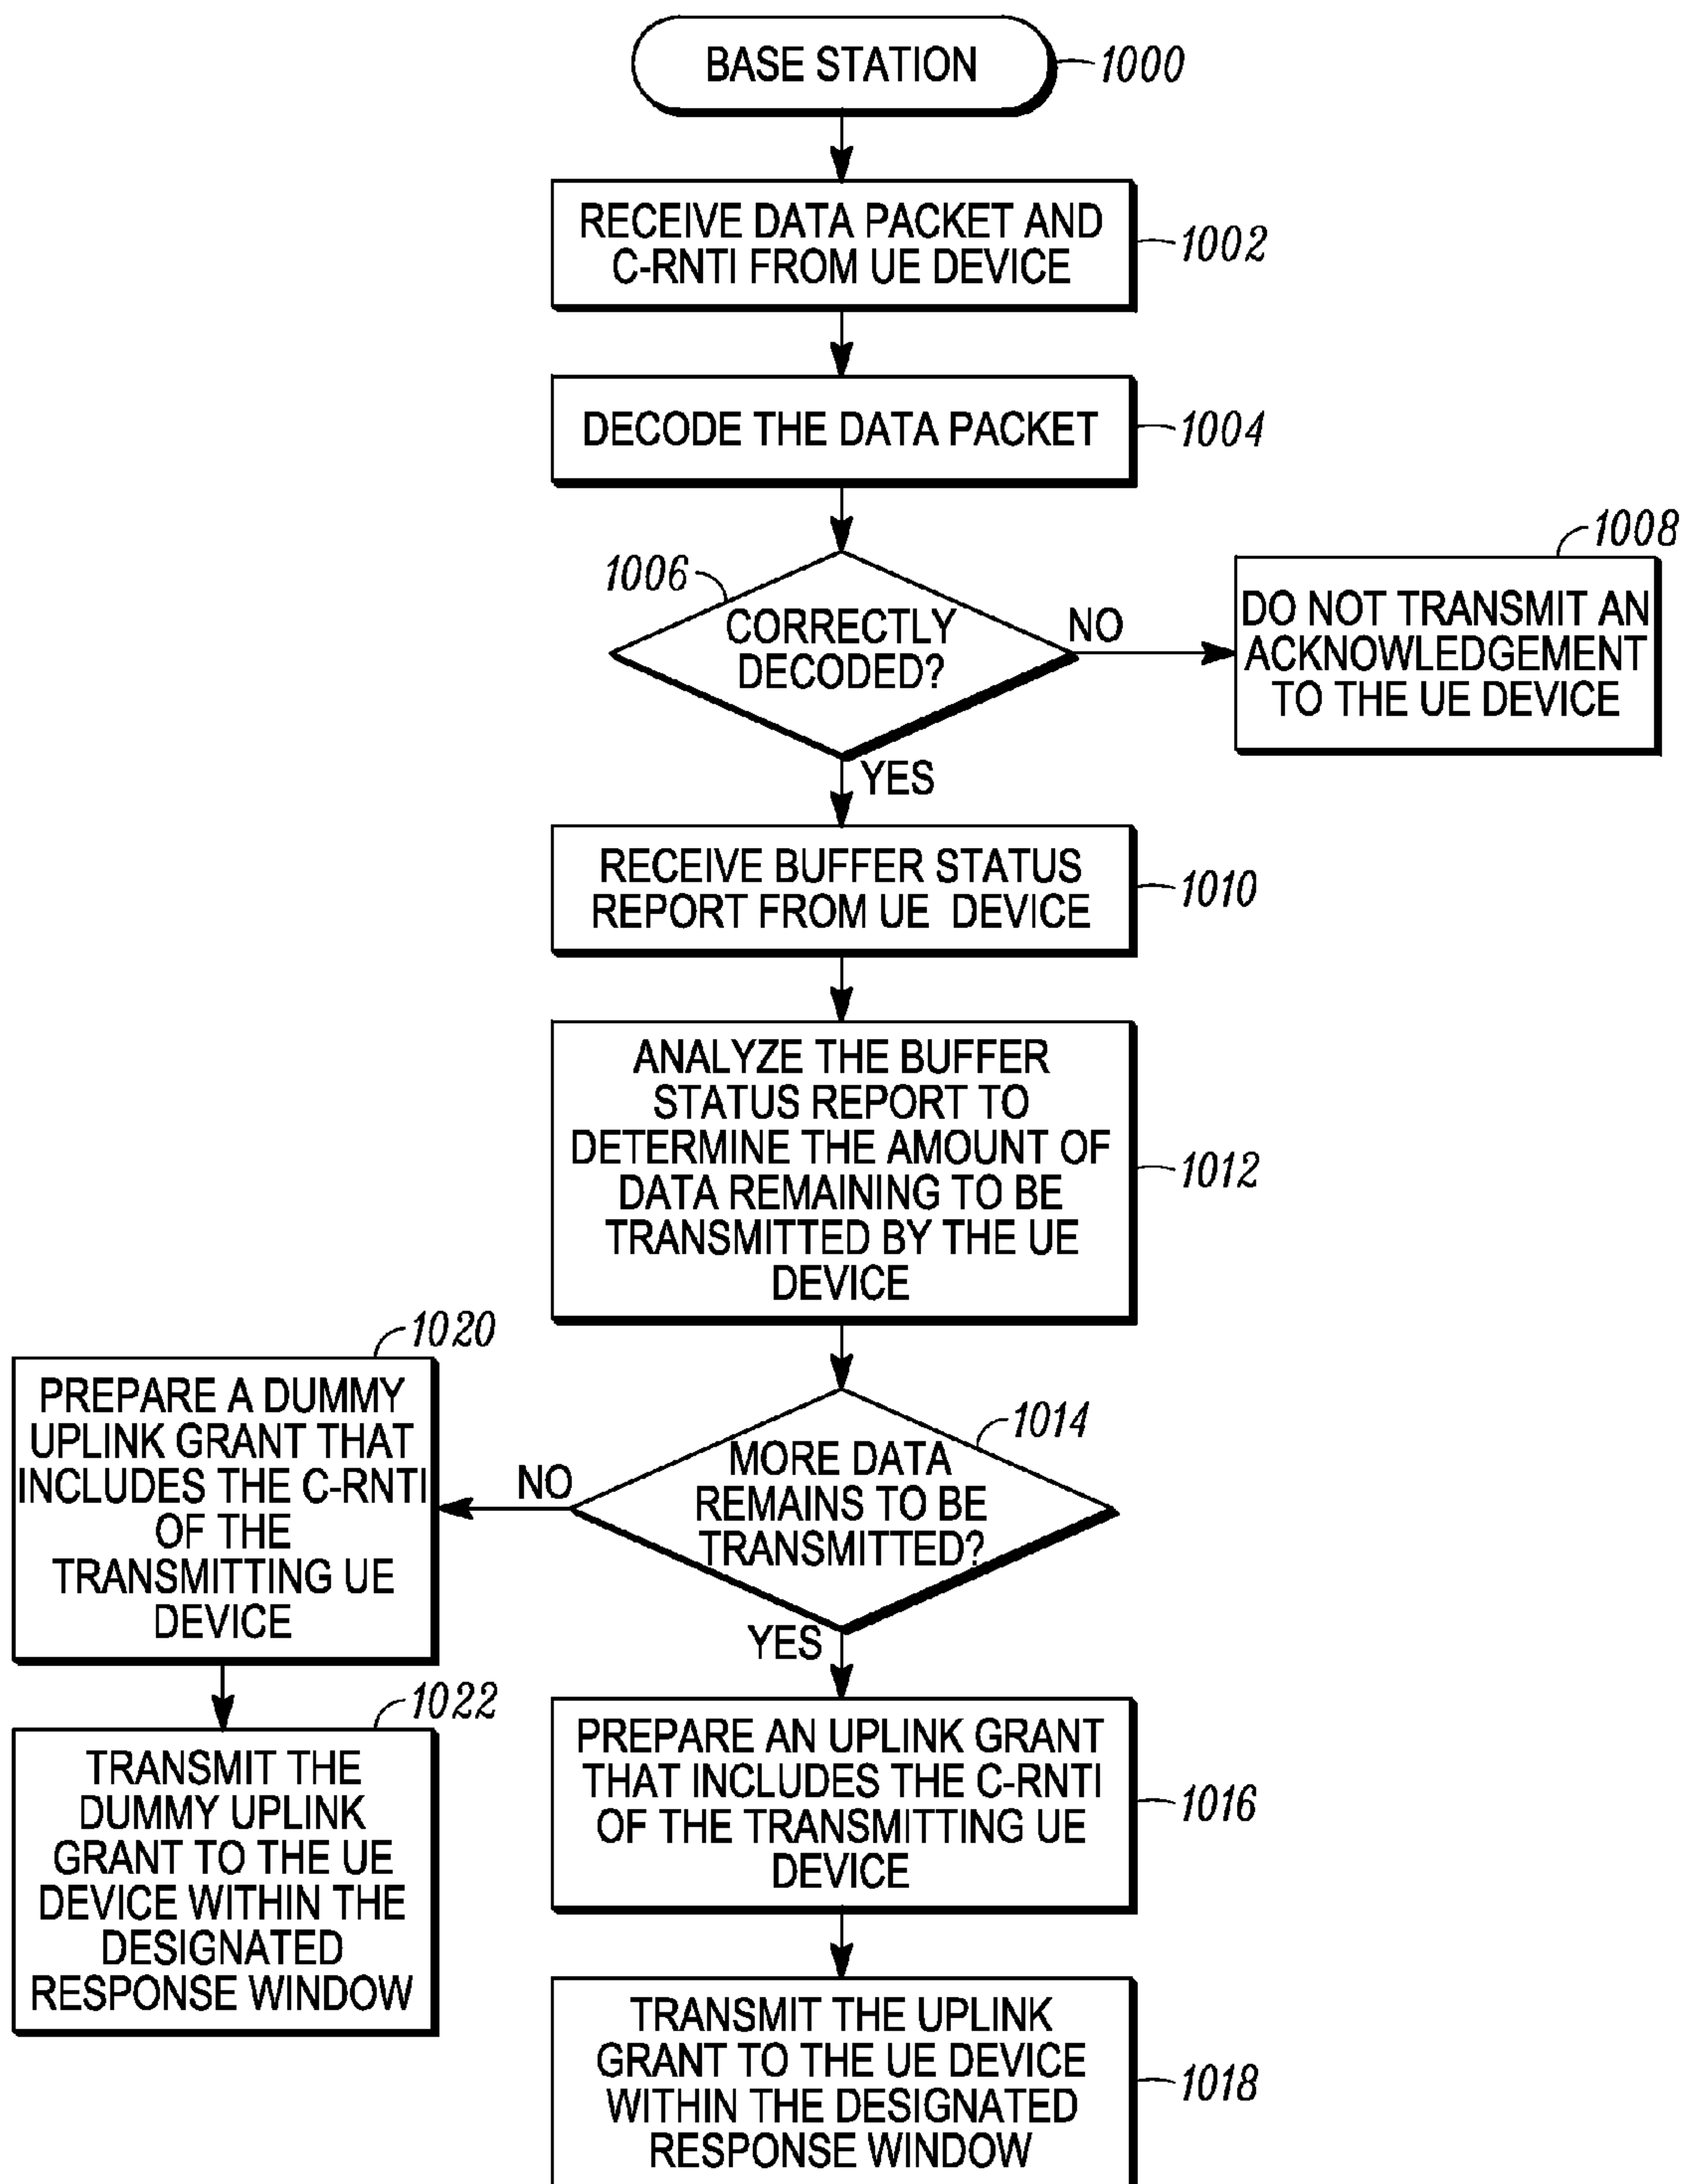 BASE STATION
1000
RECEIVE DATA PACKET AND
C-RNTI FROM UE DEVICE
1002
DECODE THE DATA PACKET
1004
1006
CORRECTLY
DECODED?
NO
1008
DO NOT TRANSMIT AN
ACKNOWLEDGEMENT
TO THE UE DEVICE
YES
RECEIVE BUFFER STATUS
REPORT FROM UE DEVICE
1010
ANALYZE THE BUFFER
STATUS REPORT TO
DETERMINE THE AMOUNT OF
DATA REMAINING TO BE
TRANSMITTED BY THE UE
DEVICE
1012
1014
MORE DATA
REMAINS TO BE
TRANSMITTED?
NO
1020
PREPARE A DUMMY
UPLINK GRANT THAT
INCLUDES THE C-RNTI
OF THE
TRANSMITTING UE
DEVICE
1022
TRANSMIT THE
DUMMY UPLINK
GRANT TO THE UE
DEVICE WITHIN THE
DESIGNATED
RESPONSE WINDOW
YES
PREPARE AN UPLINK GRANT
THAT INCLUDES THE C-RNTI
OF THE TRANSMITTING UE
DEVICE
1016
TRANSMIT THE UPLINK
GRANT TO THE UE DEVICE
WITHIN THE DESIGNATED
RESPONSE WINDOW
1018